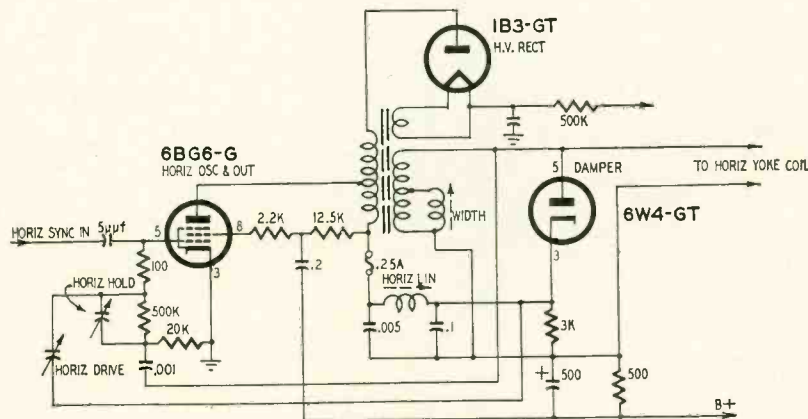 1B3-GT
H.V. RECT
500K
6BG6-G
HORIZ OSC & OUT
5 DAMPER
TO HORIZ YOKE COIL
WIDTH
6W4-GT
HORIZ SYNC IN 5μμf 5
8 2.2K 12.5K
3
.2
.25A
3
100
HORIZ HOLD
HORIZ LIN
500K
20K
.005
.1
3K
HORIZ DRIVE
.001
+ 500
500
B+